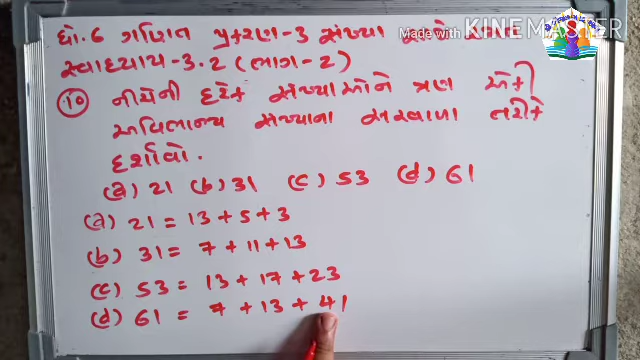 ધો. 6 ગણિત પ્રકરણ-3 સંખ્યા
Made with KINEMASTER
સ્વાધ્યાય-3.2 (ભાગ-2)
(10) નીચેની દરેક સંખ્યાઓને ત્રણ એકી
અવિભાજ્ય સંખ્યાના સરવાળા તરીકે
દર્શાવો.
(a) 21 (b) 31 (c) 53 (d) 61
(a) 21 = 13 + 5 + 3
(b) 31 = 7 + 11 + 13
(c) 53 = 13 + 17 + 23
(d) 61 = 7 + 13 + 41